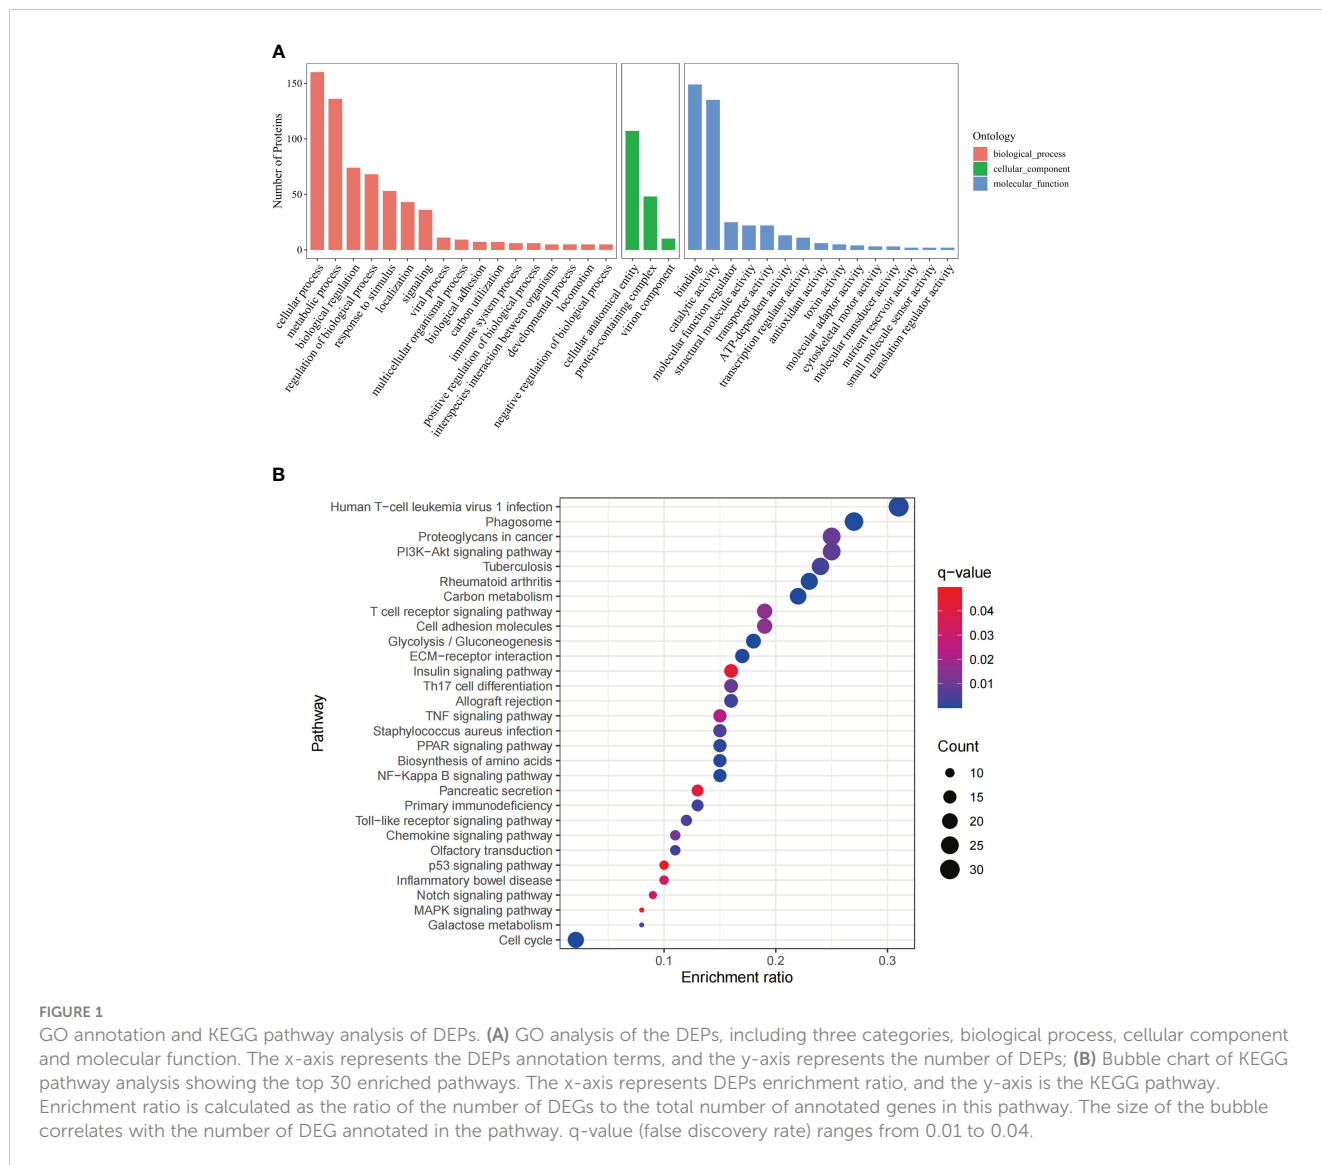 A
150
100
50
0
Number of Proteins
cellular process
metabolic process
biological regulation
regulation of biological process
response to stimulus
localization
signaling
viral process
multicellular organismal process
biological adhesion
carbon utilization
immune system process
positive regulation of biological process
interspecies interaction between organisms
developmental process
locomotion
negative regulation of biological process
cellular anatomical entity
protein-containing complex
virion component
binding
catalytic activity
molecular function regulator
structural molecule activity
transporter activity
ATP-dependent activity
transcription regulator activity
antioxidant activity
toxin activity
molecular adaptor activity
cytoskeletal motor activity
molecular transducer activity
nutrient reservoir activity
small molecule sensor activity
translation regulator activity
Ontology
biological_process
cellular_component
molecular_function
B
Pathway
Human T−cell leukemia virus 1 infection
Phagosome
Proteoglycans in cancer
PI3K−Akt signaling pathway
Tuberculosis
Rheumatoid arthritis
Carbon metabolism
T cell receptor signaling pathway
Cell adhesion molecules
Glycolysis / Gluconeogenesis
ECM−receptor interaction
Insulin signaling pathway
Th17 cell differentiation
Allograft rejection
TNF signaling pathway
Staphylococcus aureus infection
PPAR signaling pathway
Biosynthesis of amino acids
NF−Kappa B signaling pathway
Pancreatic secretion
Primary immunodeficiency
Toll−like receptor signaling pathway
Chemokine signaling pathway
Olfactory transduction
p53 signaling pathway
Inflammatory bowel disease
Notch signaling pathway
MAPK signaling pathway
Galactose metabolism
Cell cycle
0.1 0.2 0.3
Enrichment ratio
q−value
0.04
0.03
0.02
0.01
Count
10
15
20
25
30
FIGURE 1
GO annotation and KEGG pathway analysis of DEPs. (A) GO analysis of the DEPs, including three categories, biological process, cellular component
and molecular function. The x-axis represents the DEPs annotation terms, and the y-axis represents the number of DEPs; (B) Bubble chart of KEGG
pathway analysis showing the top 30 enriched pathways. The x-axis represents DEPs enrichment ratio, and the y-axis is the KEGG pathway.
Enrichment ratio is calculated as the ratio of the number of DEGs to the total number of annotated genes in this pathway. The size of the bubble
correlates with the number of DEG annotated in the pathway. q-value (false discovery rate) ranges from 0.01 to 0.04.